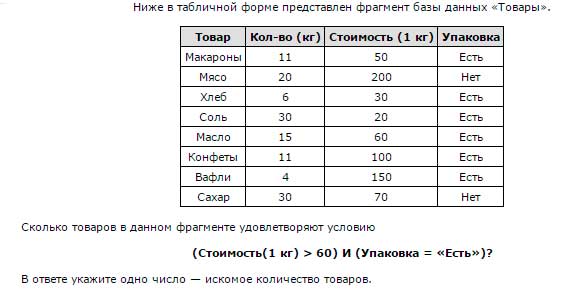 Ниже в табличной форме представлен фрагмент базы данных «Товары».
Товар Кол-во (кг) Стоимость (1 кг) Упаковка
Макароны 11 50 Есть
Мясо 20 200 Нет
Хлеб 6 30 Есть
Соль 30 20 Есть
Масло 15 60 Есть
Конфеты 11 100 Есть
Вафли 4 150 Есть
Сахар 30 70 Нет
Сколько товаров в данном фрагменте удовлетворяют условию
(Стоимость(1 кг) > 60) И (Упаковка = «Есть»)?
В ответе укажите одно число — искомое количество товаров.